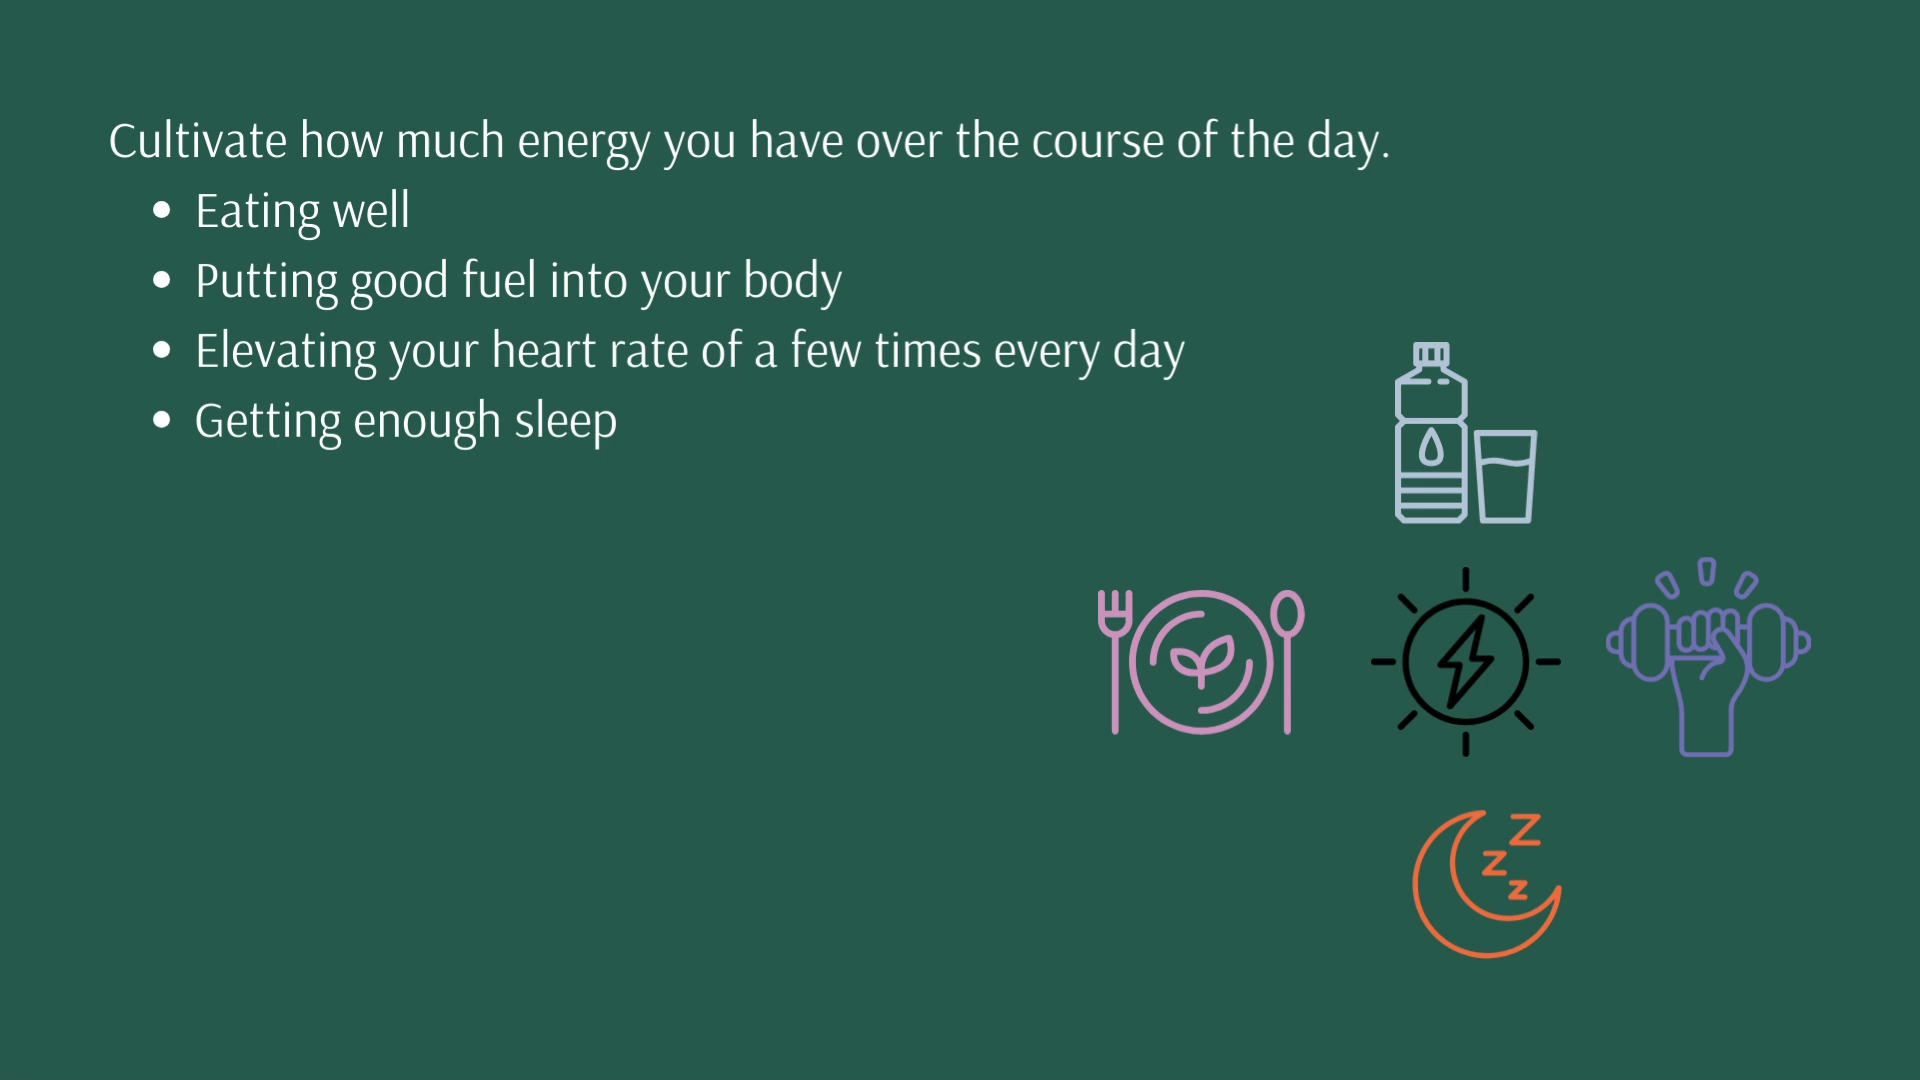 Cultivate how much energy you have over the course of the day.
• Eating well
• Putting good fuel into your body
• Elevating your heart rate of a few times every day
• Getting enough sleep
Z
z
z